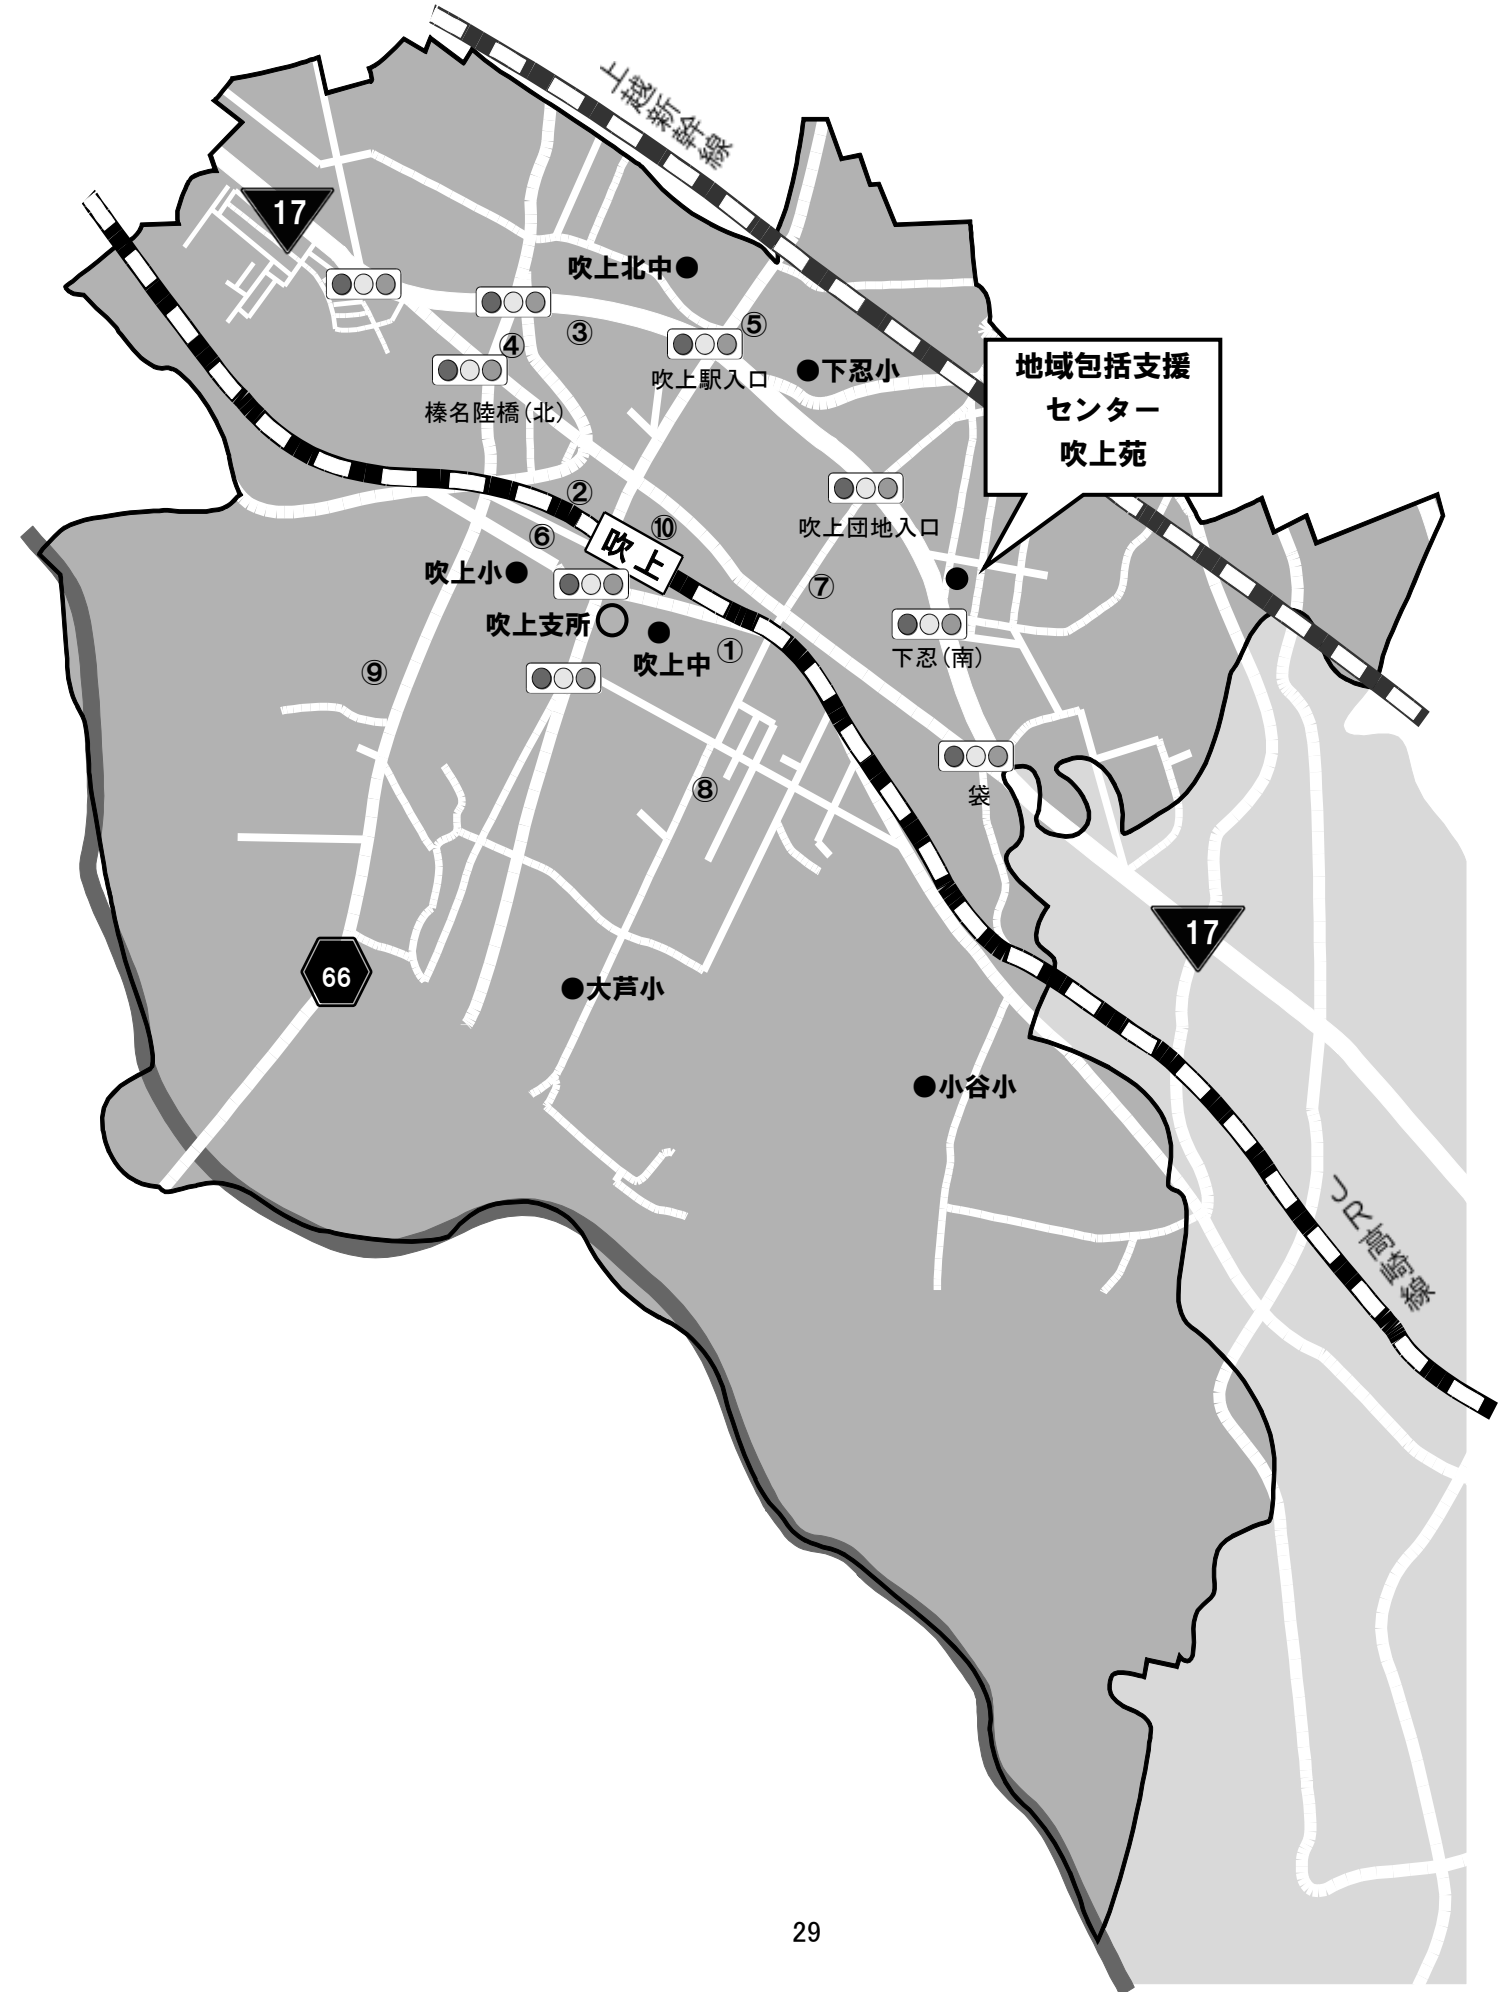 上越新幹線
17
吹上北中
③
⑤
④
吹上駅入口
下忍小
地域包括支援
センター
吹上苑
榛名陸橋(北)
②
⑩
⑥
吹上
吹上団地入口
吹上小
⑦
吹上支所
①
吹上中
下忍(南)
⑨
⑧
袋
17
66
大芦小
小谷小
JR高崎線
29